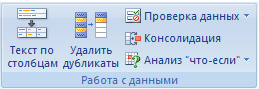 Текст по
столбцам
Удалить
дубликаты
Проверка данных
Консолидация
Анализ "что-если"
Работа с данными